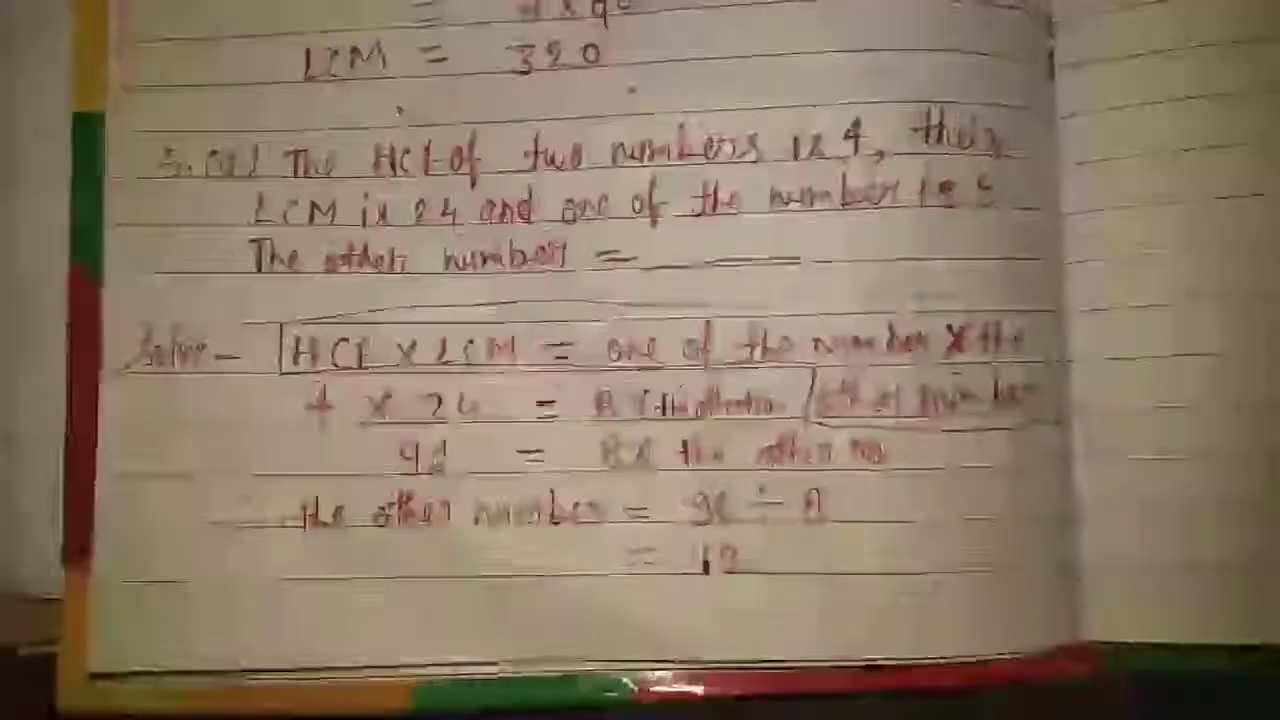 LCM = 320
5. (a) The HCF of two numbers is 4, their
LCM is 24 and one of the number is 8
The other number = ____
Solve - HCF X LCM = one of the number X the
4 X 24 = 8 X the other number
96 = 8 X the other no
the other number = 96 ÷ 8
= 12